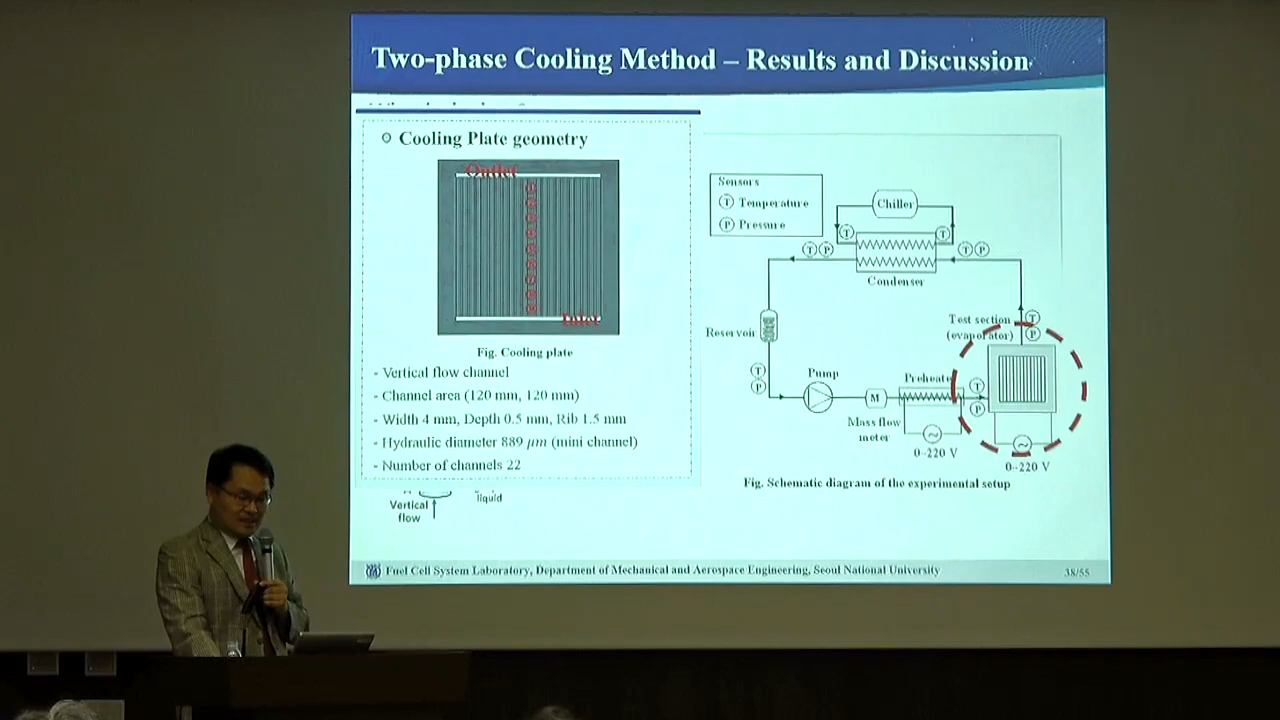 Two-phase Cooling Method – Results and Discussion
Cooling Plate geometry
Outlet
Inlet
Fig. Cooling plate
- Vertical flow channel
- Channel area (120 mm, 120 mm)
- Width 4 mm, Depth 0.5 mm, Rib 1.5 mm
- Hydraulic diameter 889 μm (mini channel)
- Number of channels 22
Vertical
flow
liquid
Sensors
T Temperature
P Pressure
Chiller
T
T
T P
T P
Condenser
Reservoir
Test section
(evaporator)
T
P
T
P
Pump
M
Mass flow
meter
Preheate
T
P
0~220 V
0~220 V
Fig. Schematic diagram of the experimental setup
Fuel Cell System Laboratory, Department of Mechanical and Aerospace Engineering, Seoul National University
38/55